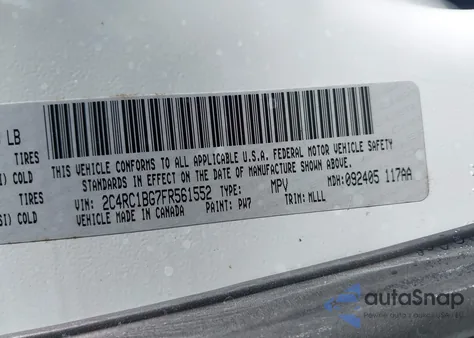 LB
TIRES
SI) COLD
TIRES
SI) COLD
THIS VEHICLE CONFORMS TO ALL APPLICABLE U.S.A. FEDERAL MOTOR VEHICLE SAFETY
STANDARDS IN EFFECT ON THE DATE OF MANUFACTURE SHOWN ABOVE.
VIN: 2C4RC1BG7FR561552 TYPE: MPV MDH: 092405 117AA
MADE IN CANADA PAINT: PW7 TRIM: MLLL
autoSnap